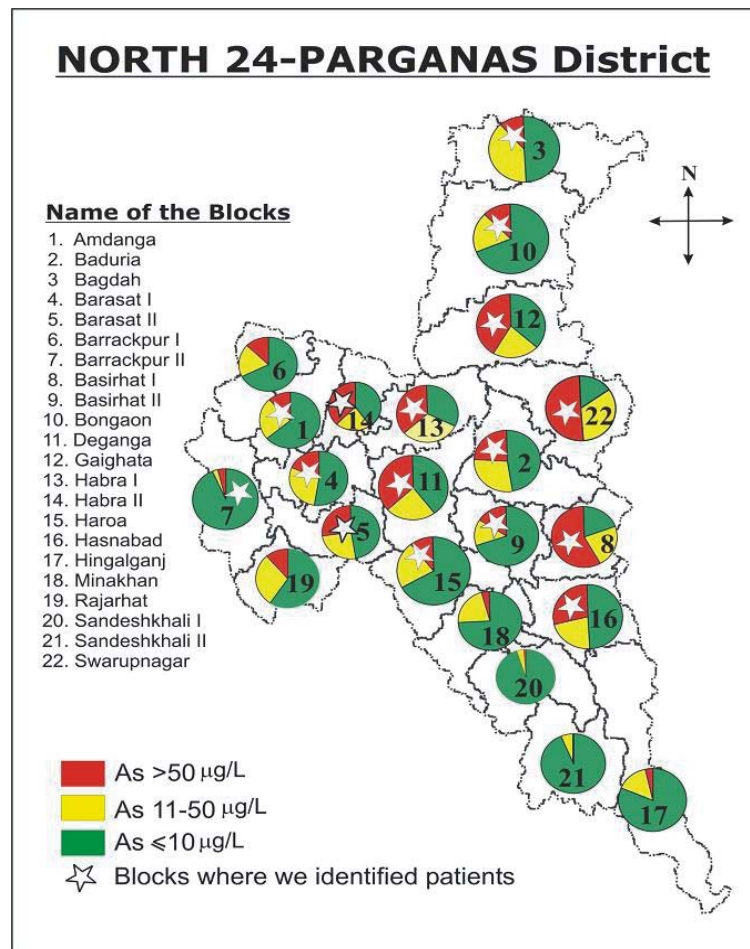 NORTH 24-PARGANAS District
N
Name of the Blocks
1. Amdanga
2 Baduria
3 Bagdah
4. Barasat I
5. Barasat II
6. Barrackpur I
7. Barrackpur II
8 Basirhat I
9. Basirhat II
10. Bongaon
11. Deganga
12. Gaighata
13. Habra I
14. Habra II
15. Haroa
16. Hasnabad
17. Hingalganj
18. Minakhan
19. Rajarhat
20. Sandeshkhali I
21. Sandeshkhali II
22. Swarupnagar
3
10
12
6
1
14
13
22
4
11
2
7
5
9
8
19
15
18
16
20
21
17
As >50 µg/L
As 11-50 µg/L
As ⩽10 µg/L
Blocks where we identified patients